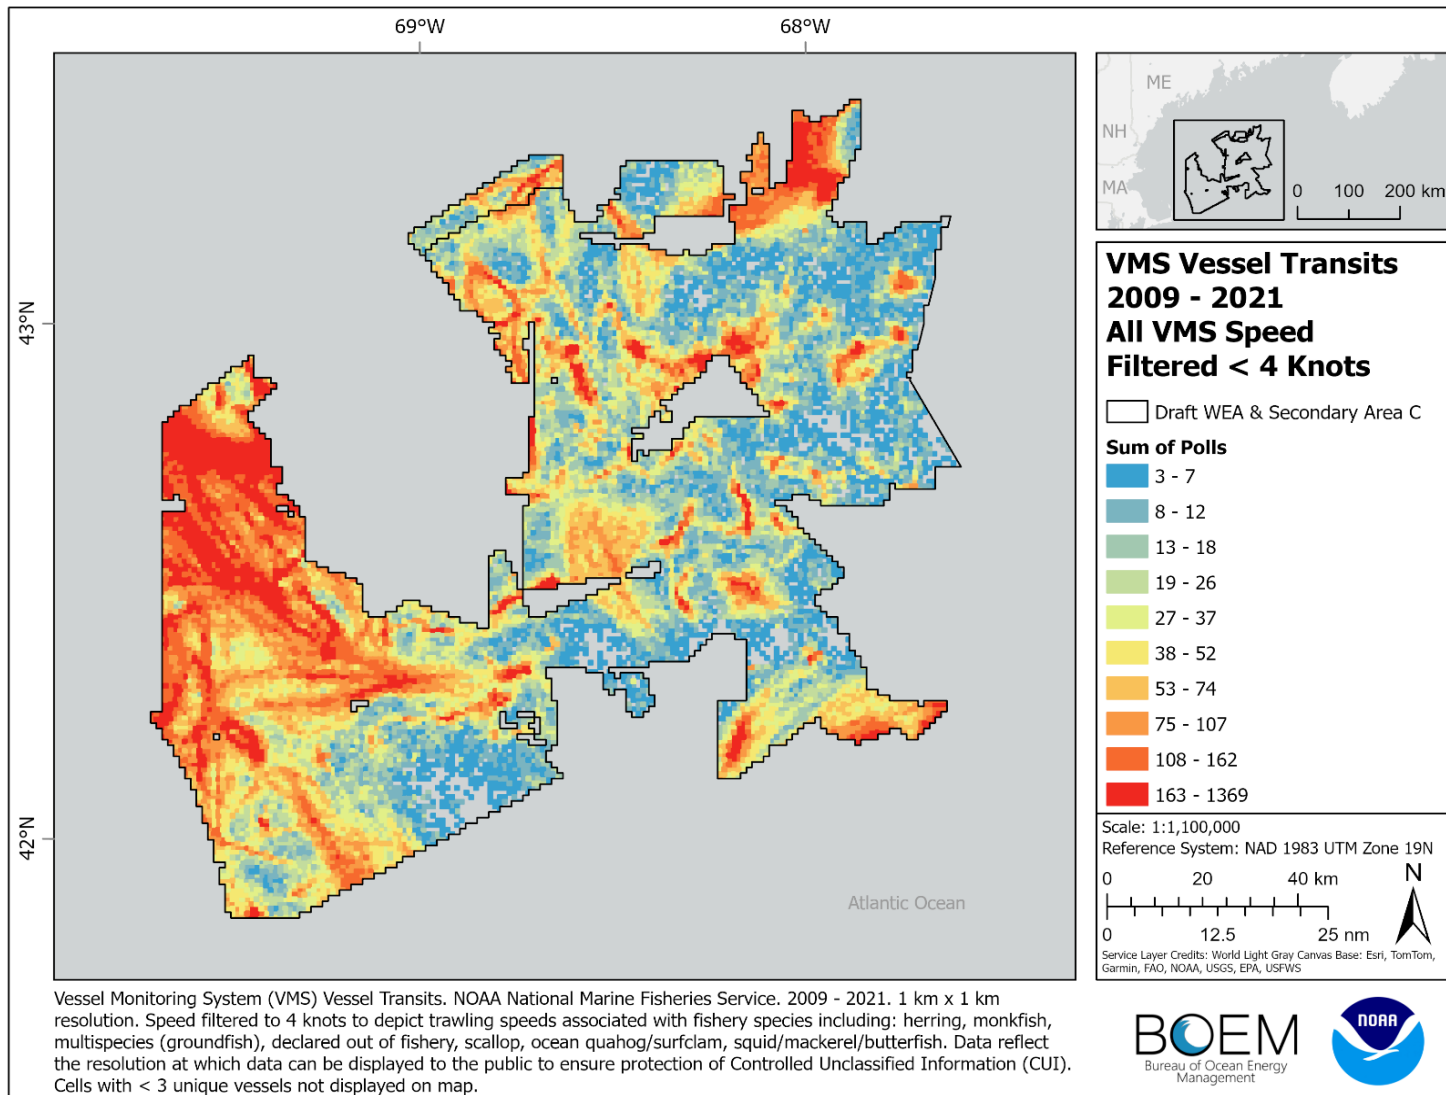 69°W
68°W
43°N
42°N
Atlantic Ocean
ME
NH
MA
0 100 200 km
VMS Vessel Transits
2009 - 2021
All VMS Speed
Filtered < 4 Knots
Draft WEA & Secondary Area C
Sum of Polls
3 - 7
8 - 12
13 - 18
19 - 26
27 - 37
38 - 52
53 - 74
75 - 107
108 - 162
163 - 1369
Scale: 1:1,100,000
Reference System: NAD 1983 UTM Zone 19N
0 20 40 km
N
0 12.5 25 nm
Service Layer Credits: World Light Gray Canvas Base: Esri, TomTom,
Garmin, FAO, NOAA, USGS, EPA, USFWS
Vessel Monitoring System (VMS) Vessel Transits. NOAA National Marine Fisheries Service. 2009 - 2021. 1 km x 1 km
resolution. Speed filtered to 4 knots to depict trawling speeds associated with fishery species including: herring, monkfish,
multispecies (groundfish), declared out of fishery, scallop, ocean quahog/surfclam, squid/mackerel/butterfish. Data reflect
the resolution at which data can be displayed to the public to ensure protection of Controlled Unclassified Information (CUI).
Cells with < 3 unique vessels not displayed on map.
BOEM
Bureau of Ocean Energy
Management
NOAA